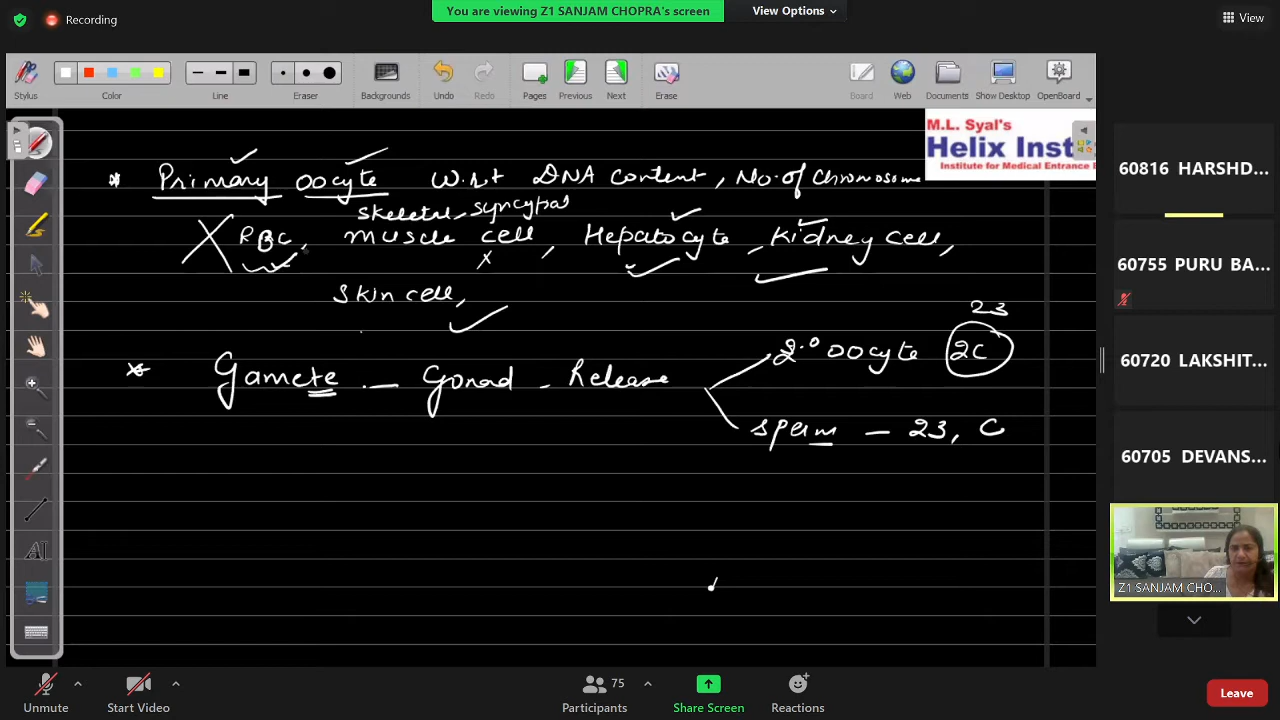 You are viewing Z1 SANJAM CHOPRA's screen
View Options
Recording
View
Stylus
Color
Line
Eraser
Backgrounds
Undo
Redo
Pages
Previous
Next
Erase
Board
Web
Documents
Show Desktop
OpenBoard
M.L. Syal's
Helix Inst
Institute for Medical Entrance E
* Primary oocyte w.r.t DNA content, No. of chromosome
skeletal, syncytial
RBC, muscle cell, Hepatocyte, Kidney cell,
skin cell,
23
* Gamete - Gonad - Release
2.° oocyte 2C
sperm - 23, C
60816 HARSHD...
60755 PURU BA...
60720 LAKSHIT...
60705 DEVANS...
Z1 SANJAM CHO...
Unmute
Start Video
75
Participants
Share Screen
Reactions
Leave